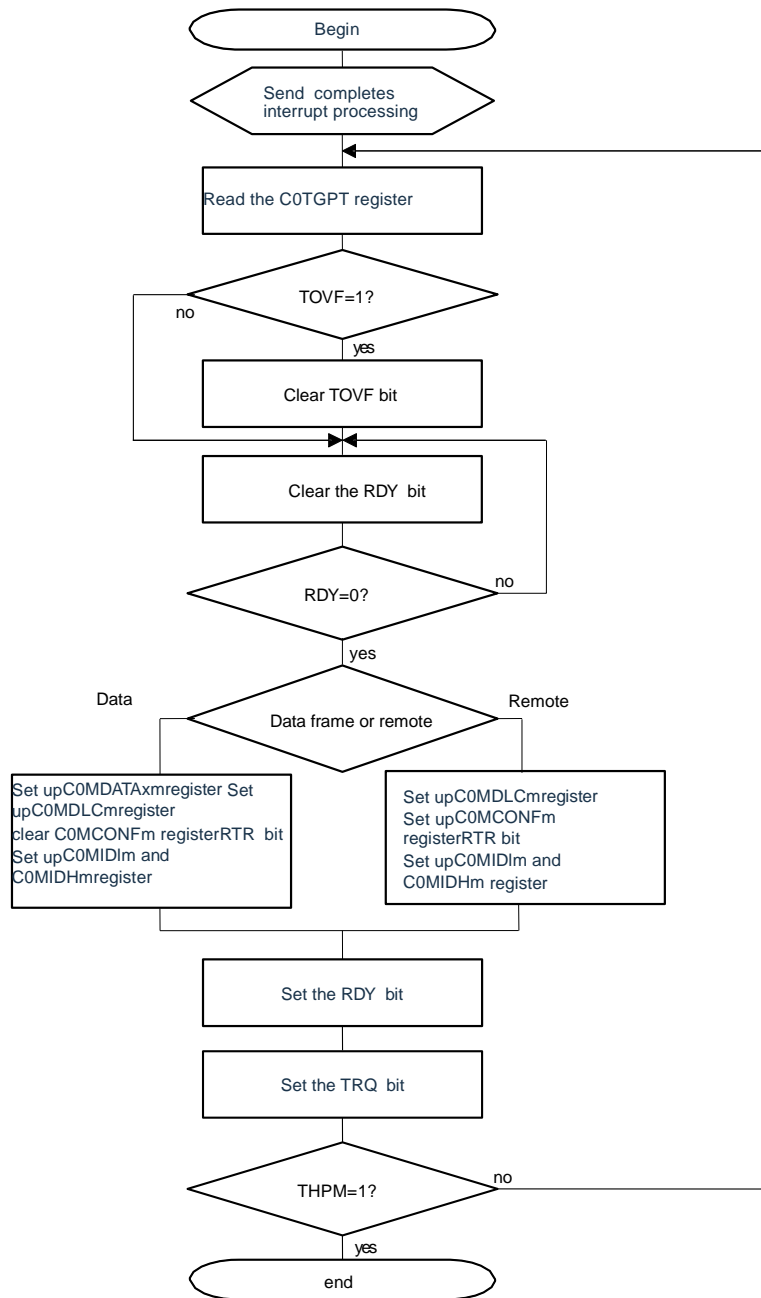 Begin
Send completes
interrupt processing
Read the C0TGPT register
TOVF=1?
no
yes
Clear TOVF bit
Clear the RDY bit
RDY=0?
no
yes
Data
Remote
Data frame or remote
Set upC0MDATAxmregister Set
upC0MDLCmregister
clear C0MCONFm registerRTR bit
Set upC0MIDlm and
C0MIDHmregister
Set upC0MDLCmregister
Set upC0MCONFm
registerRTR bit
Set upC0MIDlm and
C0MIDHm register
Set the RDY bit
Set the TRQ bit
THPM=1?
no
yes
end